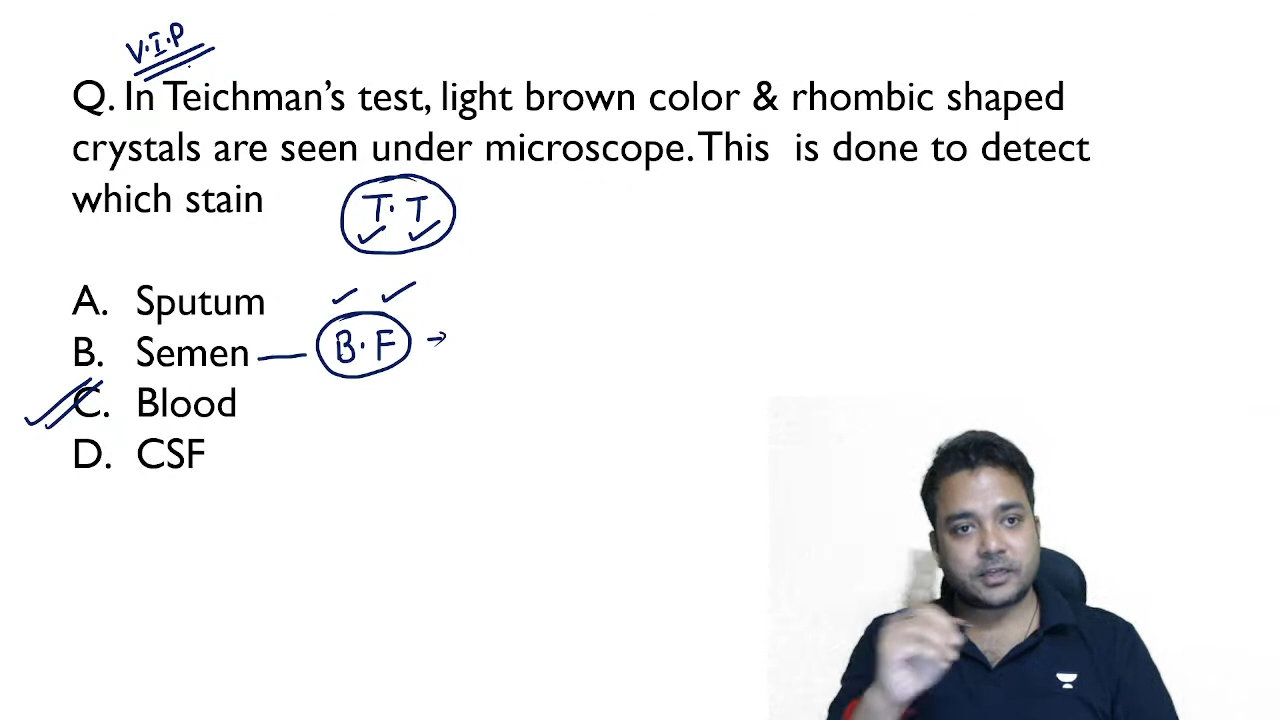 V.I.P
Q. In Teichman's test, light brown color & rhombic shaped
crystals are seen under microscope. This is done to detect
which stain
T. T
A. Sputum
B. Semen — B.F →
C. Blood
D. CSF